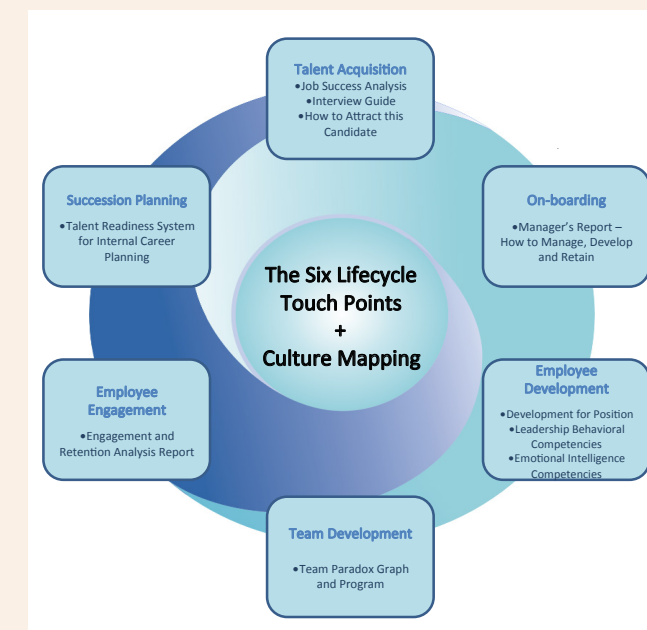 Talent Acquisition
•Job Success Analysis
•Interview Guide
•How to Attract this
Candidate
Succession Planning
•Talent Readiness System
for Internal Career
Planning
On-boarding
•Manager's Report –
How to Manage, Develop
and Retain
The Six Lifecycle
Touch Points
+
Culture Mapping
Employee
Engagement
•Engagement and
Retention Analysis Report
Employee
Development
•Development for Position
•Leadership Behavioral
Competencies
•Emotional Intelligence
Competencies
Team Development
•Team Paradox Graph
and Program